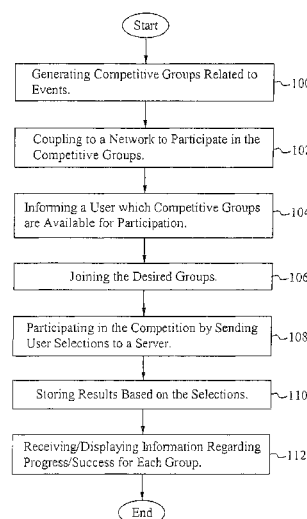 Start
Generating Competitive Groups Related to
Events.
100
Coupling to a Network to Participate in the
Competitive Groups.
102
Informing a User which Competitive Groups
are Available for Participation.
104
Joining the Desired Groups.
106
Participating in the Competition by Sending
User Selections to a Server.
108
Storing Results Based on the Selections.
110
Receiving/Displaying Information Regarding
Progress/Success for Each Group.
112
End